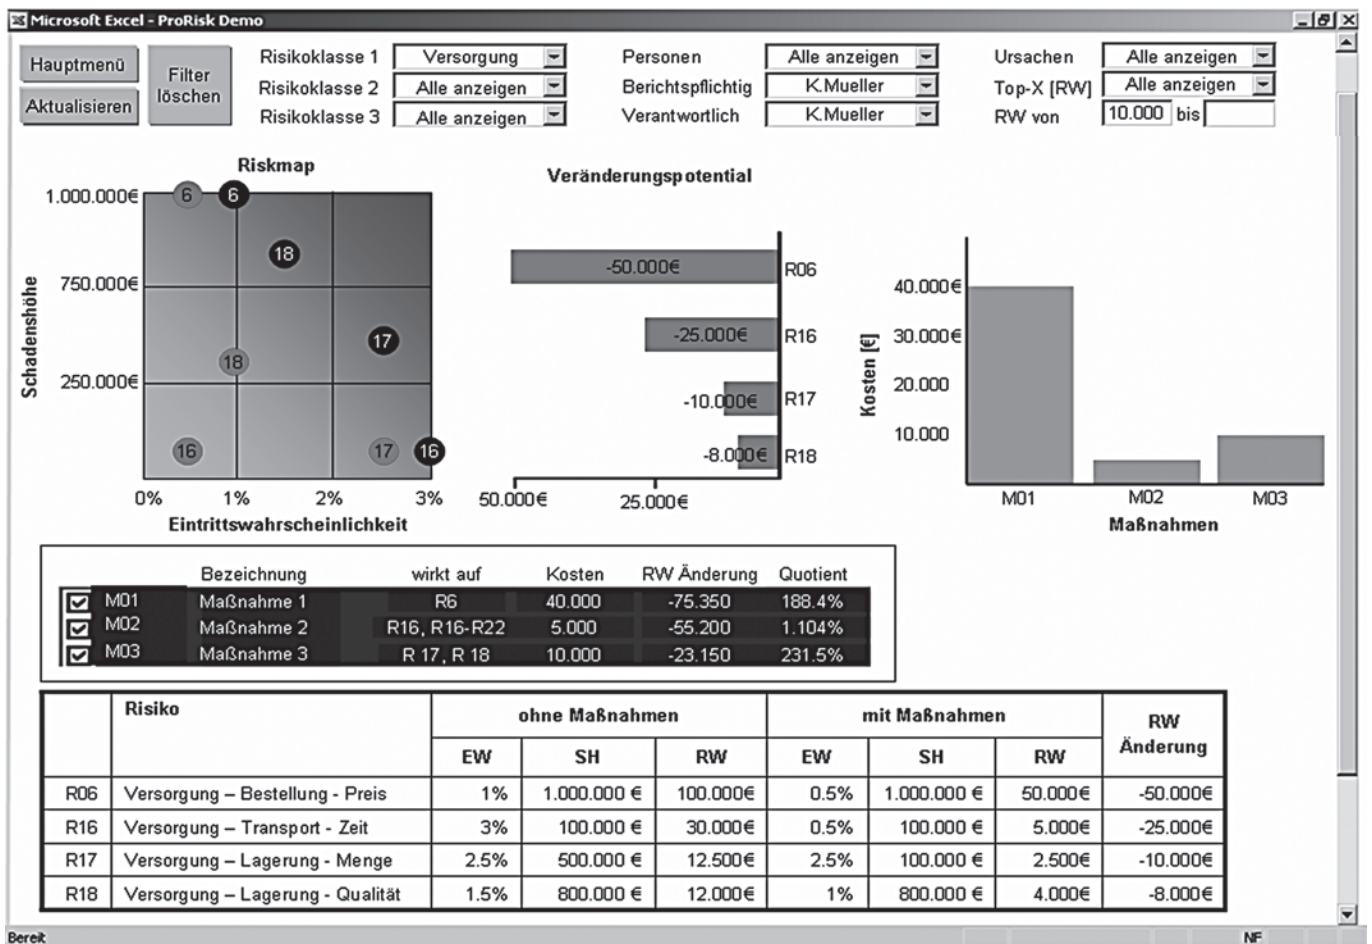 Microsoft Excel - ProRisk Demo
Hauptmenü
Aktualisieren
Filter
löschen
Risikoklasse 1 Versorgung
Risikoklasse 2 Alle anzeigen
Risikoklasse 3 Alle anzeigen
Personen Alle anzeigen
Berichtspflichtig K.Mueller
Verantwortlich K.Mueller
Ursachen Alle anzeigen
Top-X [RW] Alle anzeigen
RW von 10.000 bis
Riskmap
Schadenshöhe
1.000.000€
750.000€
250.000€
6 6
18
17
18
16 17 16
0% 1% 2% 3%
Eintrittswahrscheinlichkeit
Veränderungspotential
-50.000€ R06
-25.000€ R16
-10.000€ R17
-8.000€ R18
50.000€ 25.000€
Kosten [€]
40.000€
30.000€
20.000
10.000
M01 M02 M03
Maßnahmen
Bezeichnung wirkt auf Kosten RW Änderung Quotient
M01 Maßnahme 1 R6 40.000 -75.350 188.4%
M02 Maßnahme 2 R16, R16-R22 5.000 -55.200 1.104%
M03 Maßnahme 3 R 17, R 18 10.000 -23.150 231.5%
Risiko ohne Maßnahmen mit Maßnahmen RW
Änderung
EW SH RW EW SH RW
R06 Versorgung – Bestellung - Preis 1% 1.000.000 € 100.000€ 0.5% 1.000.000 € 50.000€ -50.000€
R16 Versorgung – Transport - Zeit 3% 100.000 € 30.000€ 0.5% 100.000 € 5.000€ -25.000€
R17 Versorgung – Lagerung - Menge 2.5% 500.000 € 12.500€ 2.5% 100.000 € 2.500€ -10.000€
R18 Versorgung – Lagerung - Qualität 1.5% 800.000 € 12.000€ 1% 800.000 € 4.000€ -8.000€
Bereit NF